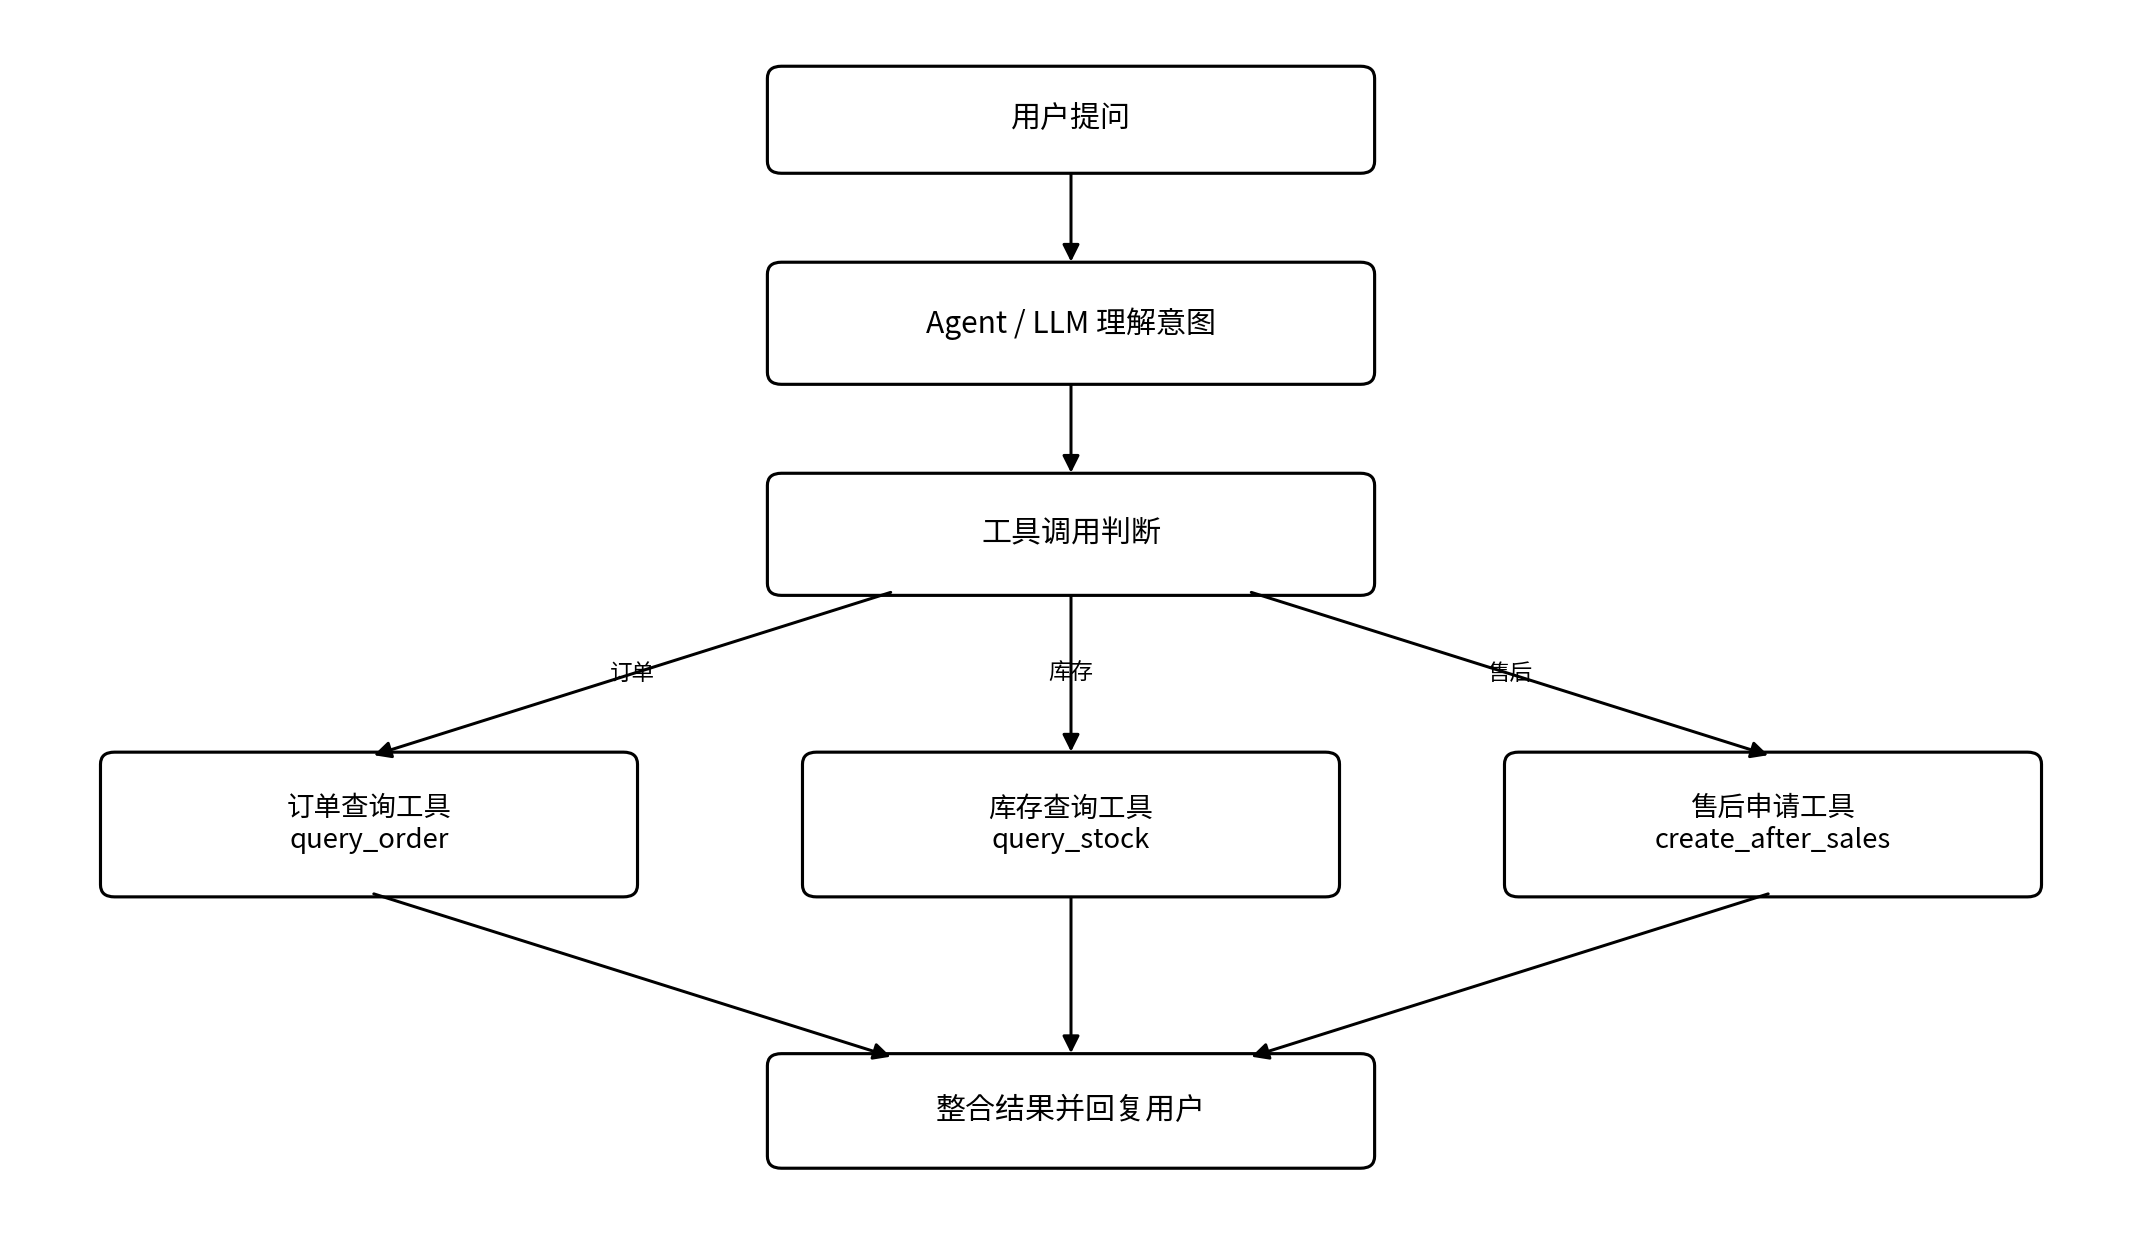 用户提问
Agent / LLM 理解意图
工具调用判断
订单
库存
售后
订单查询工具
query_order
库存查询工具
query_stock
售后申请工具
create_after_sales
整合结果并回复用户